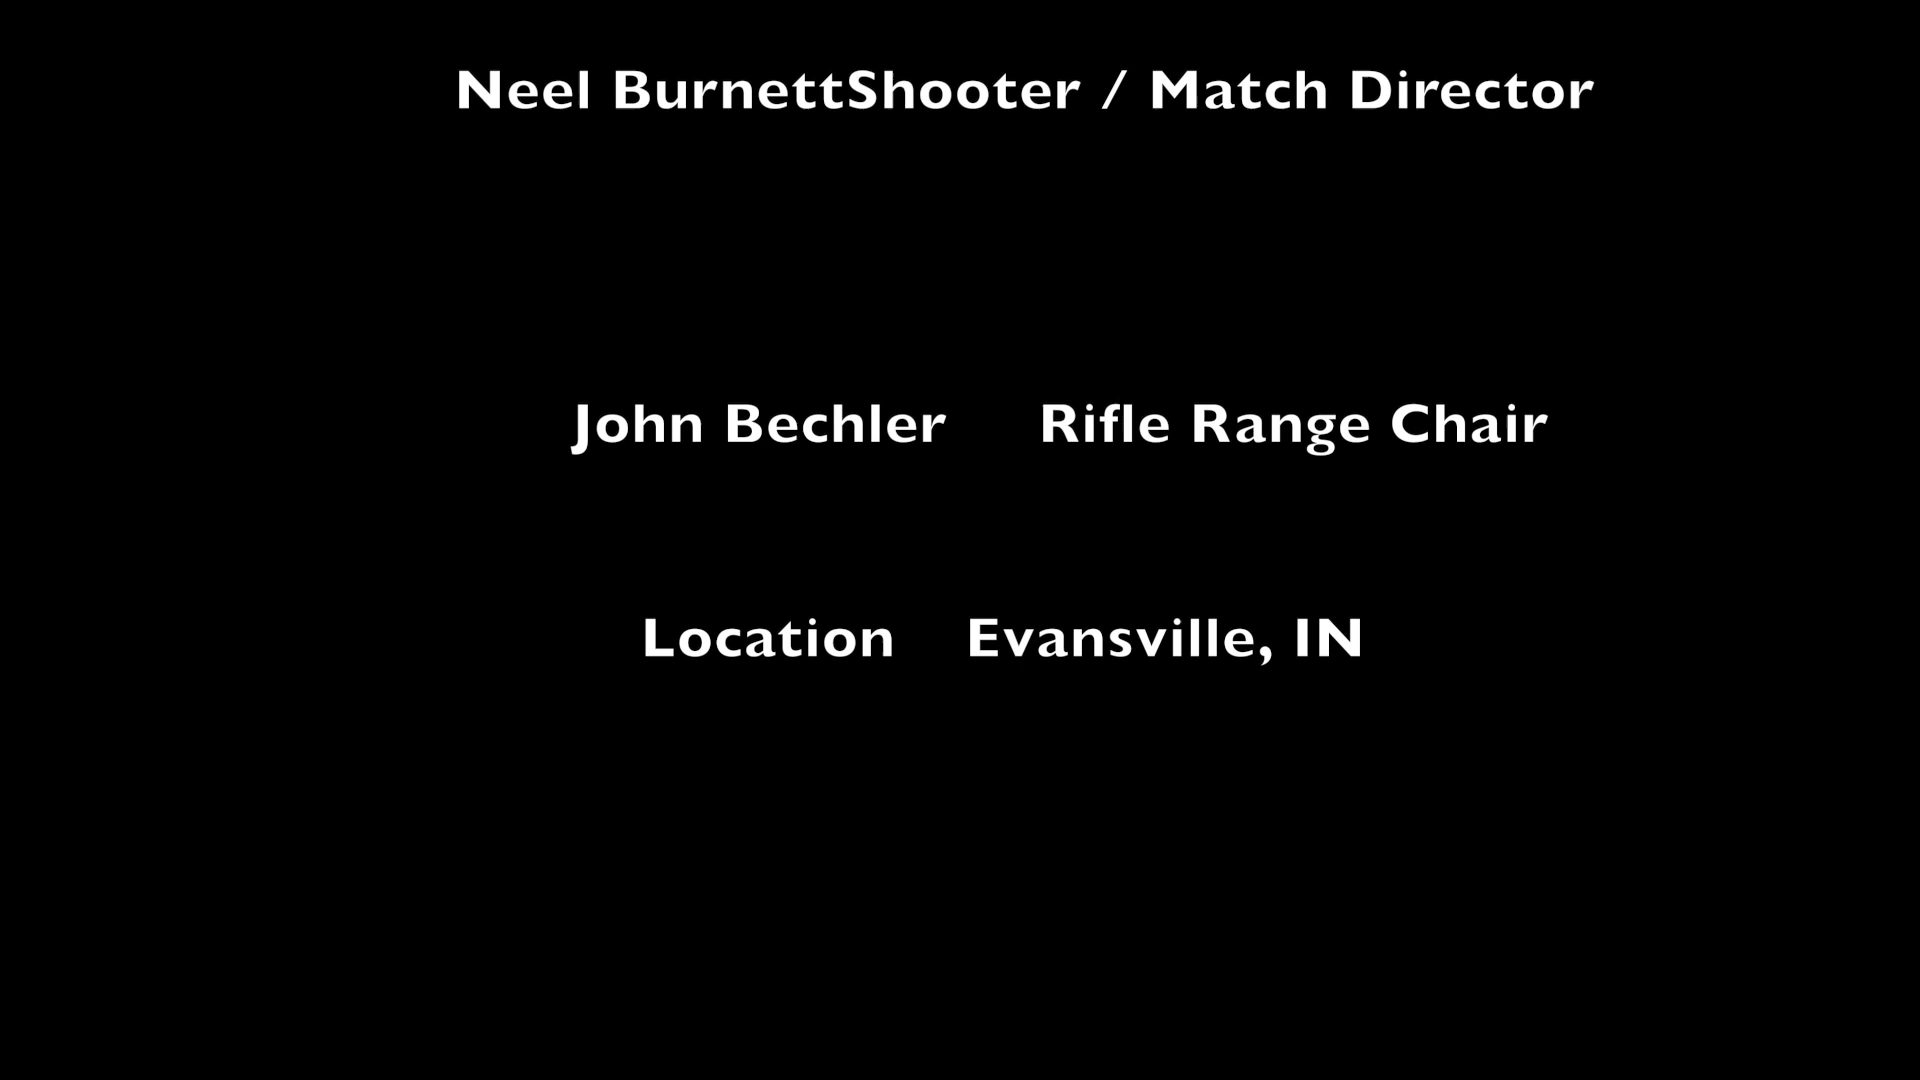 Neel BurnettShooter / Match Director
John Bechler Rifle Range Chair
Location Evansville, IN